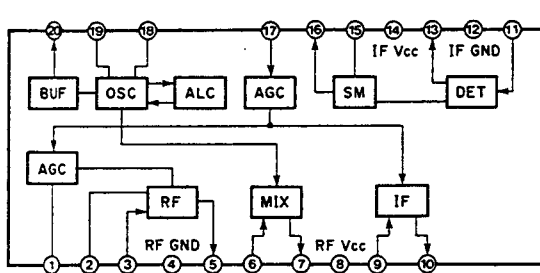 20 19 18 17 16 15 14 13 12 11
IF Vcc IF GND
BUF OSC ALC AGC SM DET
AGC
RF MIX IF
RF GND RF Vcc
1 2 3 4 5 6 7 8 9 10